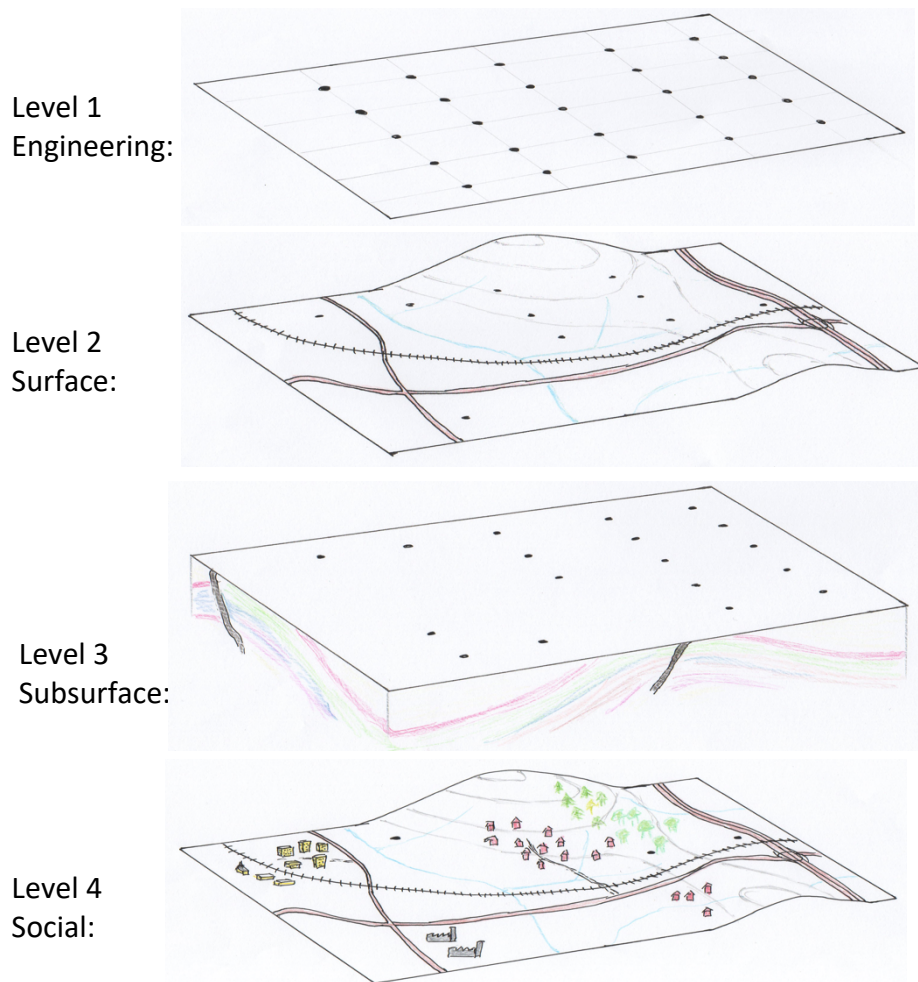 Level 1
Engineering:
Level 2
Surface:
Level 3
Subsurface:
Level 4
Social: